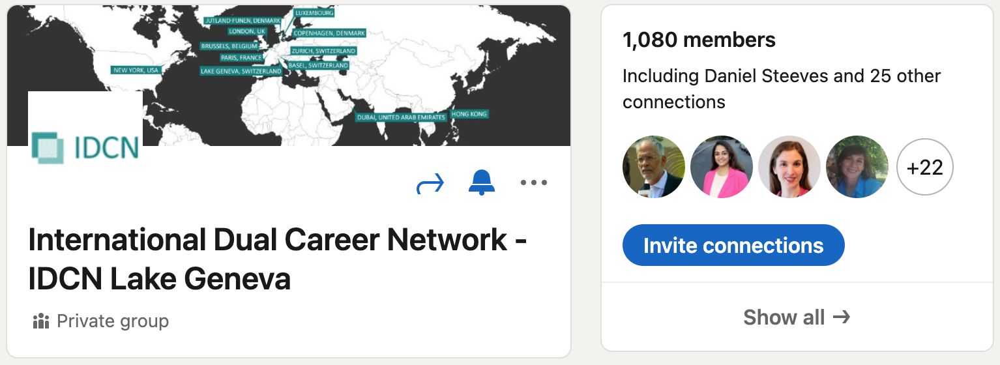 LUXEMBOURG
JUTLAND-FUNEN, DENMARK
LONDON, UK
COPENHAGEN, DENMARK
BRUSSELS, BELGIUM
ZURICH, SWITZERLAND
PARIS, FRANCE
BASEL, SWITZERLAND
NEW YORK, USA
LAKE GENEVA, SWITZERLAND
DUBAI, UNITED ARAB EMIRATES
HONG KONG
IDCN
International Dual Career Network -
IDCN Lake Geneva
Private group
1,080 members
Including Daniel Steeves and 25 other
connections
+22
Invite connections
Show all →